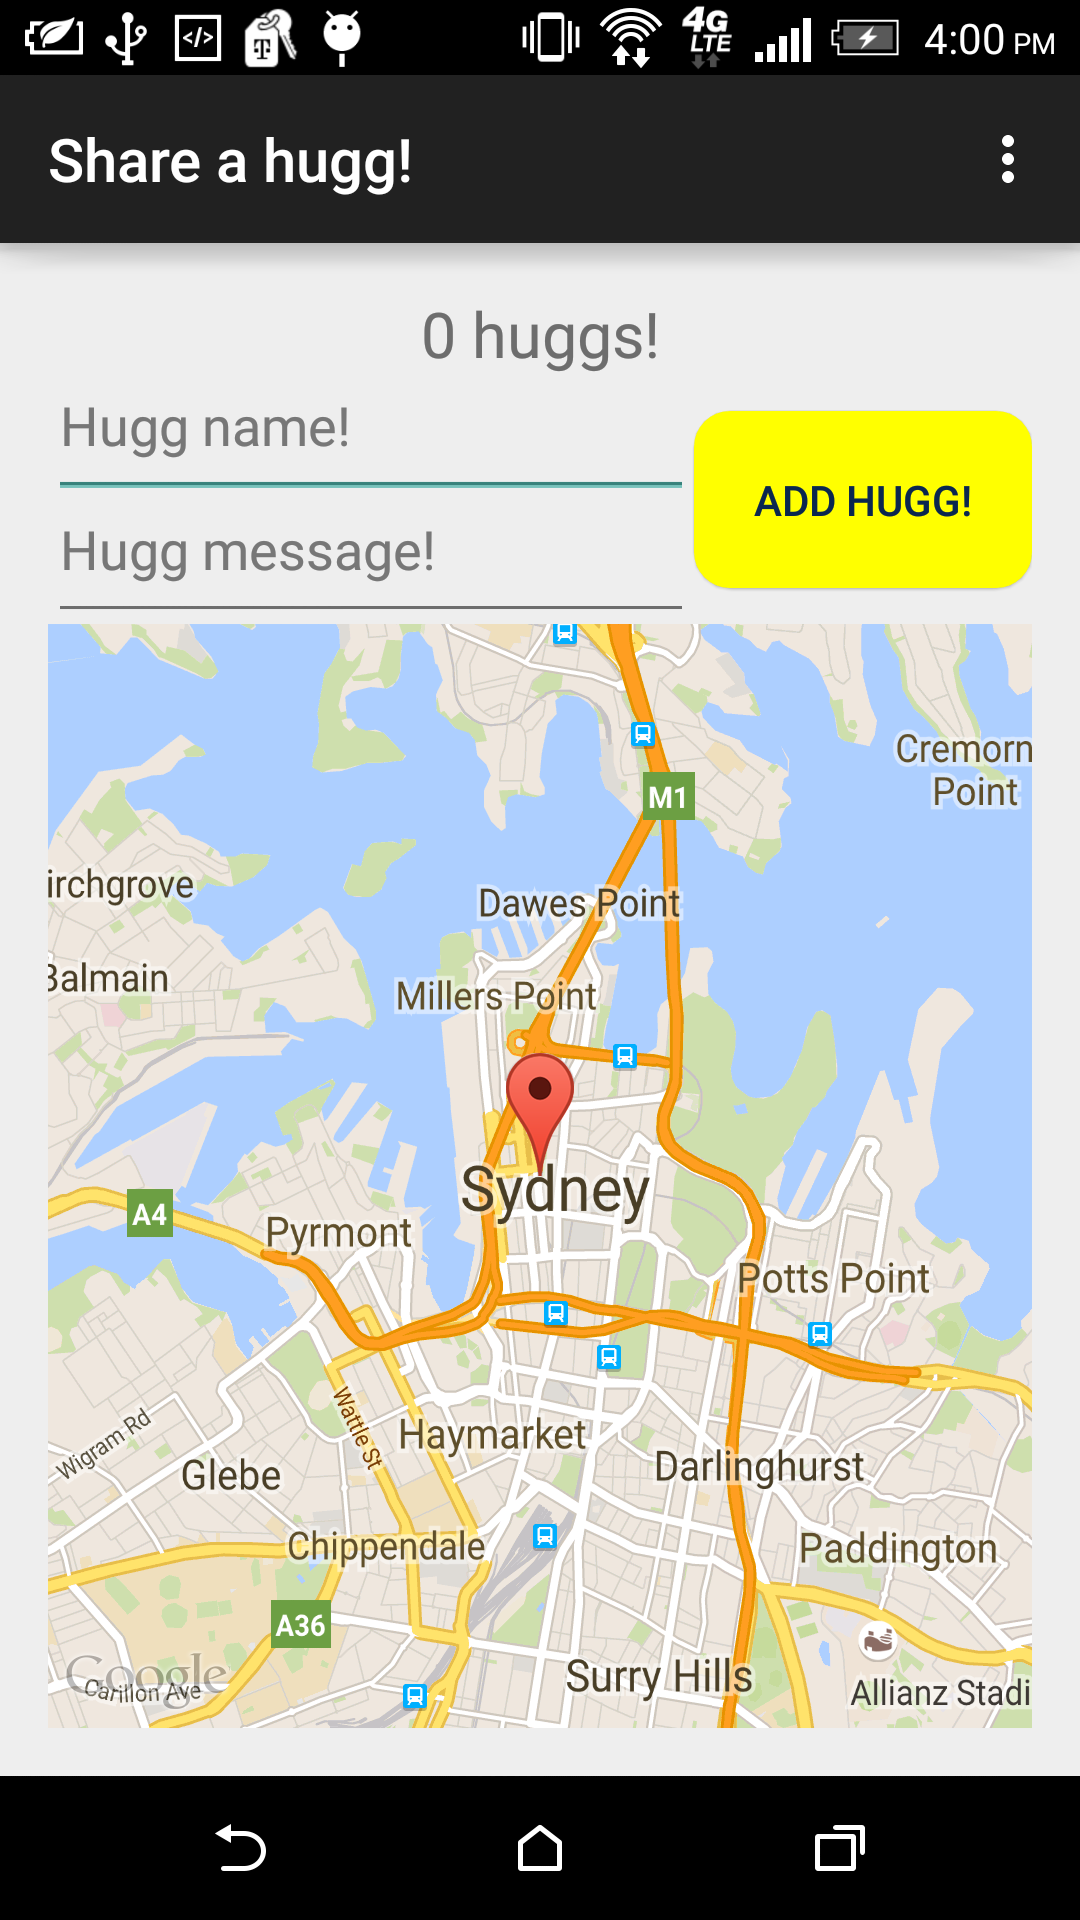 4G
LTE
4:00 PM
</>
T
Share a hugg!
0 huggs!
Hugg name!
ADD HUGG!
Hugg message!
Cremorn
Point
M1
irchgrove
Dawes Point
Balmain
Millers Point
Sydney
A4
Pyrmont
Potts Point
Wattle St
Wigram Rd
Haymarket
Darlinghurst
Glebe
Chippendale
Paddington
A36
Google
Carillon Ave
Surry Hills
Allianz Stadi